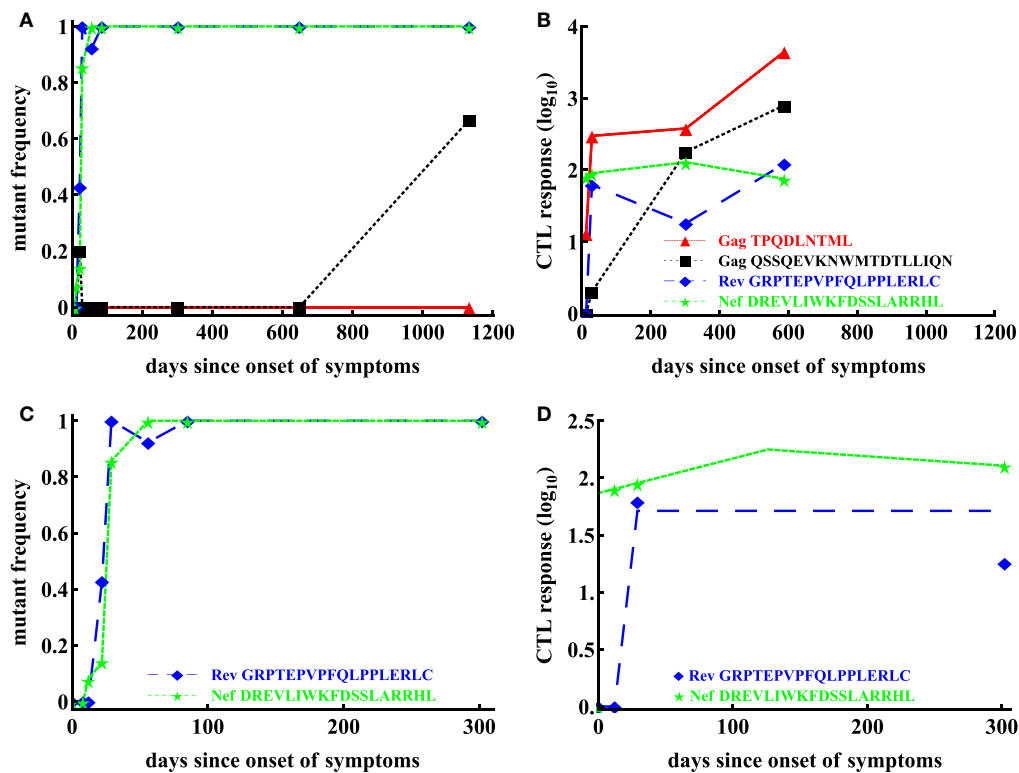 A
1
0.8
0.6
0.4
0.2
0
mutant frequency
0 200 400 600 800 1000 1200
days since onset of symptoms
B
4
3
2
1
0
CTL response (log10)
Gag TPQDLNTML
Gag QSSQEVKNWMTDTLLIQN
Rev GRPTEPVPFQLPPLERLC
Nef DREVLIWKFDSSLARRHL
0 200 400 600 800 1000 1200
days since onset of symptoms
C
1
0.8
0.6
0.4
0.2
0
mutant frequency
Rev GRPTEPVPFQLPPLERLC
Nef DREVLIWKFDSSLARRHL
0 100 200 300
days since onset of symptoms
D
2.5
2.
1.5
1.
0.5
0.
CTL response (log10)
Rev GRPTEPVPFQLPPLERLC
Nef DREVLIWKFDSSLARRHL
0 100 200 300
days since onset of symptoms